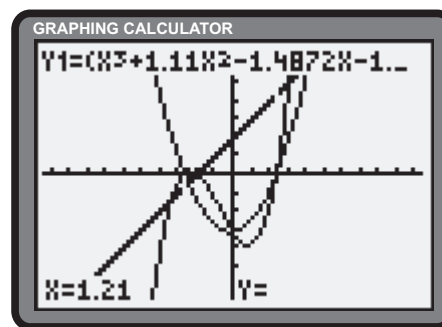 GRAPHING CALCULATOR
Y1=(X³+1.11X²-1.4872X-1.…
X=1.21 Y=